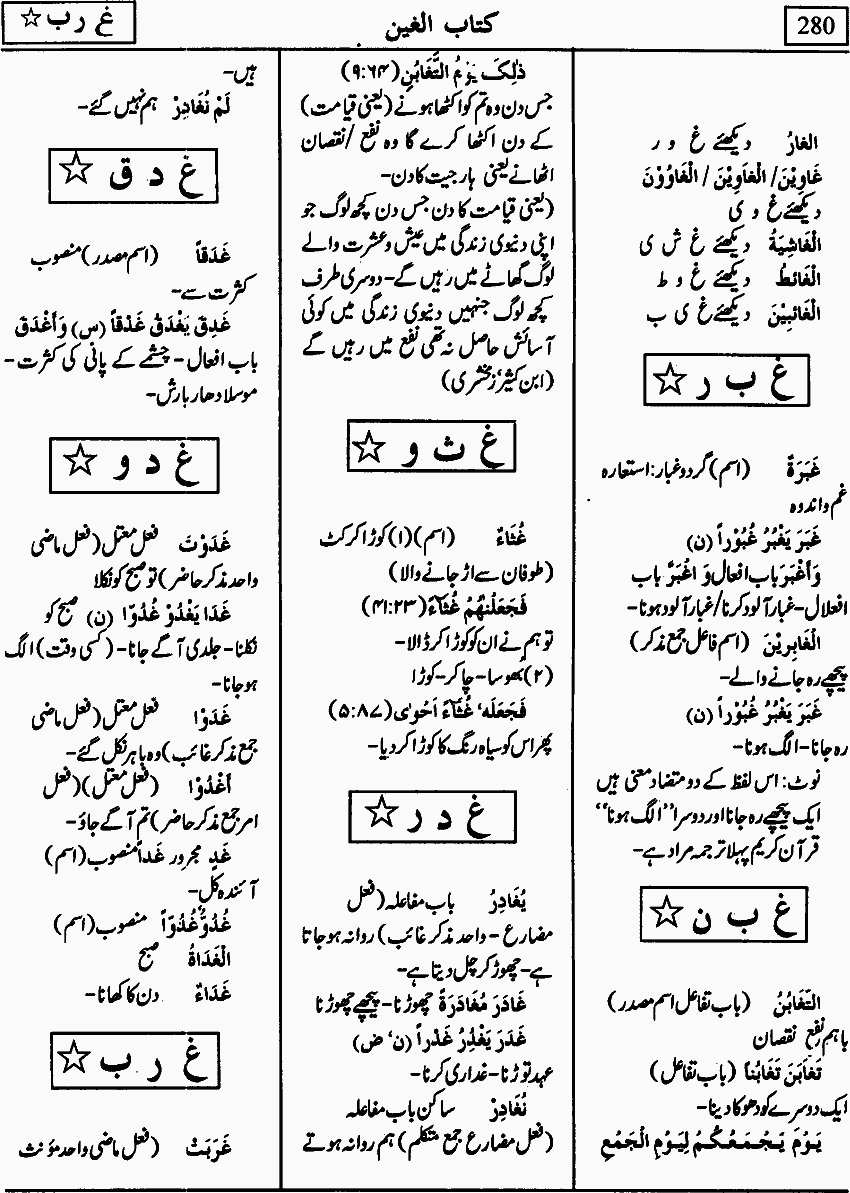 280
کتاب الغین
غ رب ☆
الغارُ دیکھئے غ و ر
غَاوِیْنَ/ الْغَاوِیْنَ / الْغَاؤُوْنَ
دیکھئے غ و ی
الْغَاشِیَةُ دیکھئے غ ش ی
الْغَائطُ دیکھئے غ و ط
الْغَائِبِیْنَ دیکھئے غ ی ب
غ ب ر ☆
غَبَرَةٌ (اسم) گرد و غبار: استعارہ
غم واندوہ
غَبَرَ یَغْبُرُ غُبُوْراً (ن)
وَاَغْبَرَ باب افعال وَ اغْبَرَّ باب
افعلال- غبار آلود کرنا/ غبار آلود ہونا-
الْغَابِرِیْنَ (اسم فاعل جمع مذکر)
پیچھے رہ جانے والے-
غَبَرَ یَغْبُرُ غُبُوْراً (ن)
رہ جانا- الگ ہونا-
نوٹ: اس لفظ کے دو متضاد معنی ہیں
ایک پیچھے رہ جانا اور دوسرا "الگ ہونا"
قرآن کریم پہلا ترجمہ مراد ہے-
غ ب ن ☆
التَّغَابُنُ (باب تفاعل اسم مصدر)
باہم نفع نقصان
تَغَابَنَ تَغَابُناً (باب تفاعل)
ایک دوسرے کو دھوکا دینا-
یَوْمَ یَجْمَعُکُمْ لِیَوْمِ الْجَمْعِ
ذٰلِکَ یَوْمُ التَّغَابُنِ (۹:۶۴)
جس دن وہ تم کو اکٹھا ہونے (یعنی قیامت)
کے دن اکٹھا کرے گا وہ نفع /نقصان
اٹھانے یعنی ہار جیت کا دن-
(یعنی قیامت کا دن جس دن کچھ لوگ جو
اپنی دنیوی زندگی میں عیش و عشرت والے
لوگ گھاٹے میں رہیں گے- دوسری طرف
کچھ لوگ جنہیں دنیوی زندگی میں کوئی
آسائش حاصل نہ تھی نفع میں رہیں گے
(ابن کثیر' زمخشری)
غ ث و ☆
غُثَاءٌ (اسم) (۱) کوڑا کرکٹ
(طوفان سے اڑ جانے والا)
فَجَعَلْنٰهُمْ غُثَآءً (۴۱:۲۳)
تو ہم نے ان کو کوڑا کر ڈالا-
(۲) بُھوسا- چاکر- کوڑا
فَجَعَلَهٗ غُثَآءً اَحْوٰی (۵:۸۷)
پھر اس کو سیاہ رنگ کا کوڑا کر دیا-
غ د ر ☆
یُغَادِرُ باب مفاعلہ (فعل
مضارع - واحد مذکر غائب) روانہ ہو جاتا
ہے- چھوڑ کر چل دیتا ہے-
غَادَرَ مُغَادَرَةً چھوڑنا- پیچھے چھوڑنا
غَدَرَ یَغْدِرُ غَدْراً (ن' ض)
عہد توڑنا- غداری کرنا-
نُغَادِرْ ساکن باب مفاعلہ
(فعل مضارع جمع متکلم) ہم روانہ ہوتے
ہیں-
لَمْ نُغَادِرْ ہم نہیں گئے-
غ د ق ☆
غَدَقاً (اسم مصدر) منصوب
کثرت سے-
غَدِقَ یَغْدَقُ غَدْقاً (س) وَاَغْدَقَ
باب افعال- چشمے کے پانی کی کثرت-
موسلا دھار بارش-
غ د و ☆
غَدَوْتَ فعل معتل (فعل ماضی
واحد مذکر حاضر) تو صبح کو نکلا
غَدَا یَغْدُوْ غُدُوًّا (ن) صبح کو
نکلنا- جلدی آگے جانا- (کسی وقت) الگ
ہو جانا-
غَدَوْا فعل معتل (فعل ماضی
جمع مذکر غائب) وہ باہر نکل گئے-
اَغْدُوْا (فعل معتل) (فعل
امر جمع مذکر حاضر) تم آگے جاؤ-
غَدٍ مجرور غَداً منصوب (اسم)
آئندہ کل-
غُدُوٌّ غُدُوّاً منصوب (اسم)
الْغَدَاةُ صبح
غَدَاءٌ دن کا کھانا-
غ ر ب ☆
غَرَبَتْ (فعل ماضی واحد مؤنث